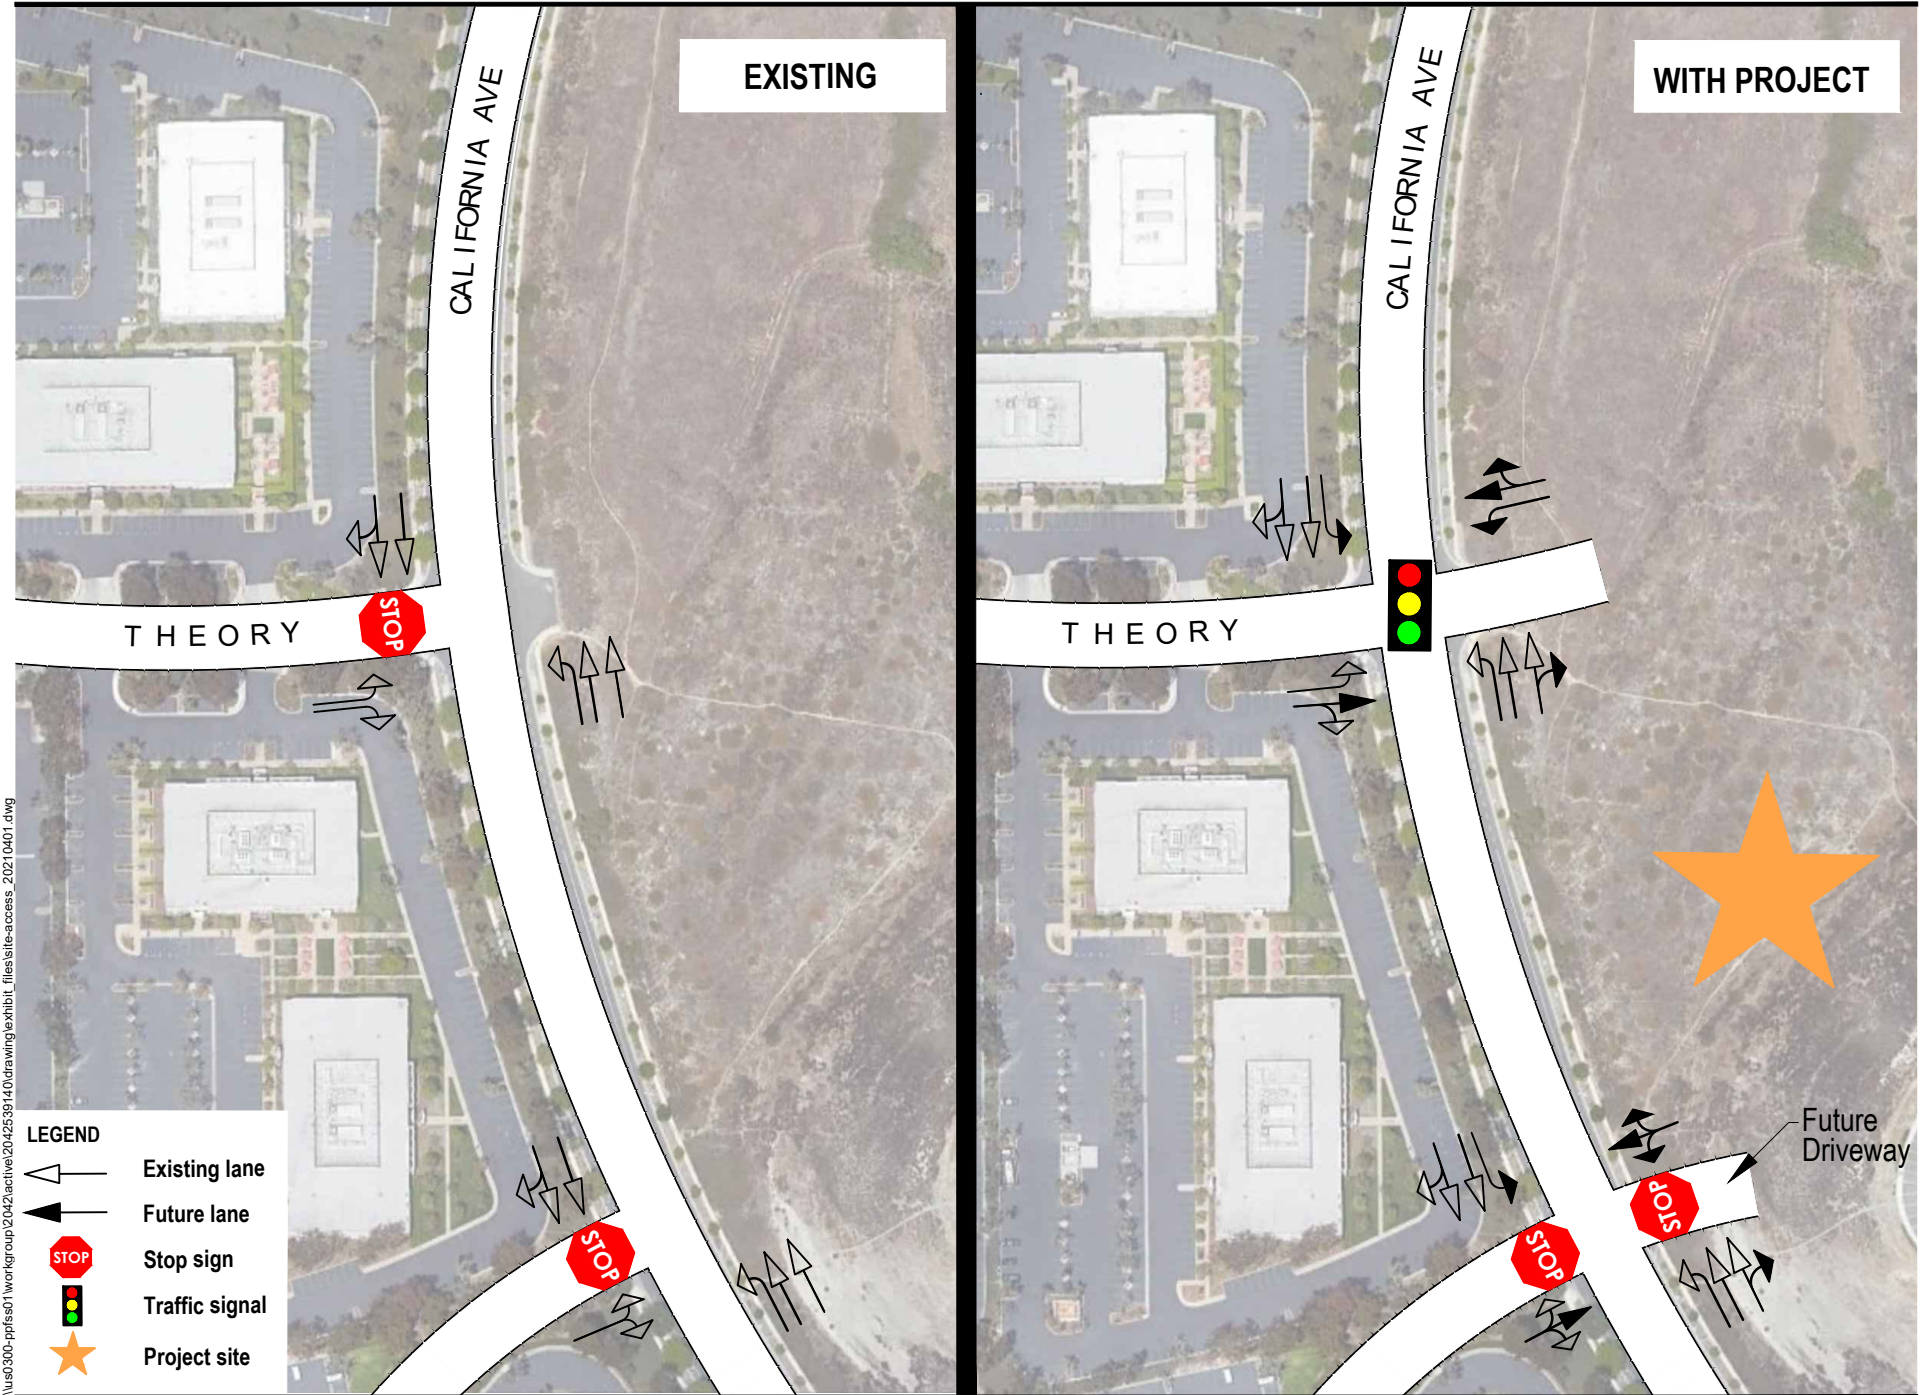 EXISTING
CALIFORNIA AVE
THEORY
STOP
STOP
WITH PROJECT
CALIFORNIA AVE
THEORY
Future
Driveway
STOP
STOP
LEGEND
Existing lane
Future lane
STOP
Stop sign
Traffic signal
Project site
\\us0300-ppfss01\workgroup\2042\active\2042539140\drawing\exhibit_files\site-access_20210401.dwg